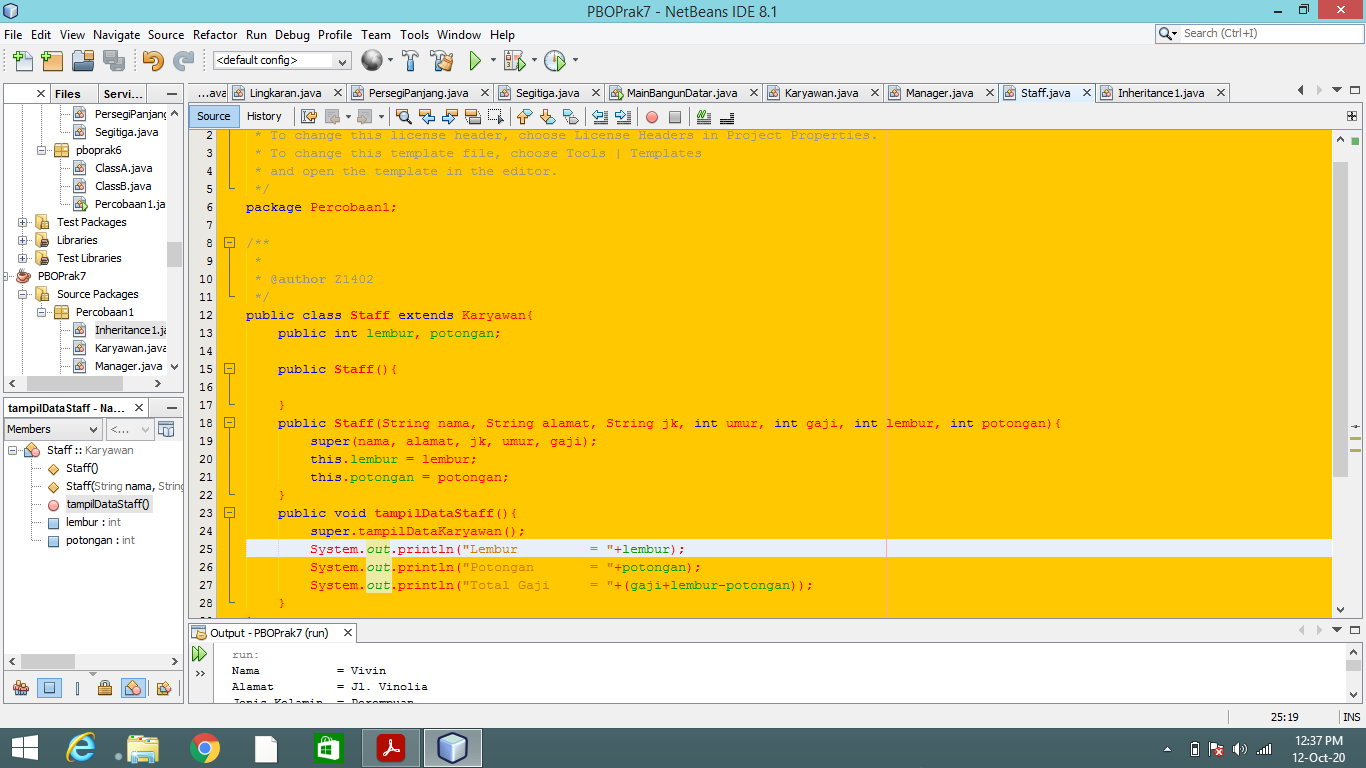 PBOPrak7 - NetBeans IDE 8.1
File Edit View Navigate Source Refactor Run Debug Profile Team Tools Window Help
Search (Ctrl+I)
<default config>
Files Servi...
...ava Lingkaran.java PersegiPanjang.java Segitiga.java MainBangunDatar.java Karyawan.java Manager.java Staff.java Inheritance1.java
Source History
PersegiPanjang
Segitiga.java
pboprak6
ClassA.java
ClassB.java
Percobaan1.ja
Test Packages
Libraries
Test Libraries
PBOPrak7
Source Packages
Percobaan1
Inheritance1.ja
Karyawan.java
Manager.java
tampilDataStaff - Na...
Members <...
Staff :: Karyawan
Staff()
Staff(String nama, String
tampilDataStaff()
lembur : int
potongan : int
2 * To change this license header, choose License Headers in Project Properties.
3 * To change this template file, choose Tools | Templates
4 * and open the template in the editor.
5 */
6 package Percobaan1;
7
8 /**
9 *
10 * @author Z1402
11 */
12 public class Staff extends Karyawan{
13 public int lembur, potongan;
14
15 public Staff(){
16
17 }
18 public Staff(String nama, String alamat, String jk, int umur, int gaji, int lembur, int potongan){
19 super(nama, alamat, jk, umur, gaji);
20 this.lembur = lembur;
21 this.potongan = potongan;
22 }
23 public void tampilDataStaff(){
24 super.tampilDataKaryawan();
25 System.out.println("Lembur = "+lembur);
26 System.out.println("Potongan = "+potongan);
27 System.out.println("Total Gaji = "+(gaji+lembur-potongan));
28 }
Output - PBOPrak7 (run)
run:
Nama = Vivin
Alamat = Jl. Vinolia
Jenis Kelamin = Perempuan
25:19 INS
12:37 PM
12-Oct-20